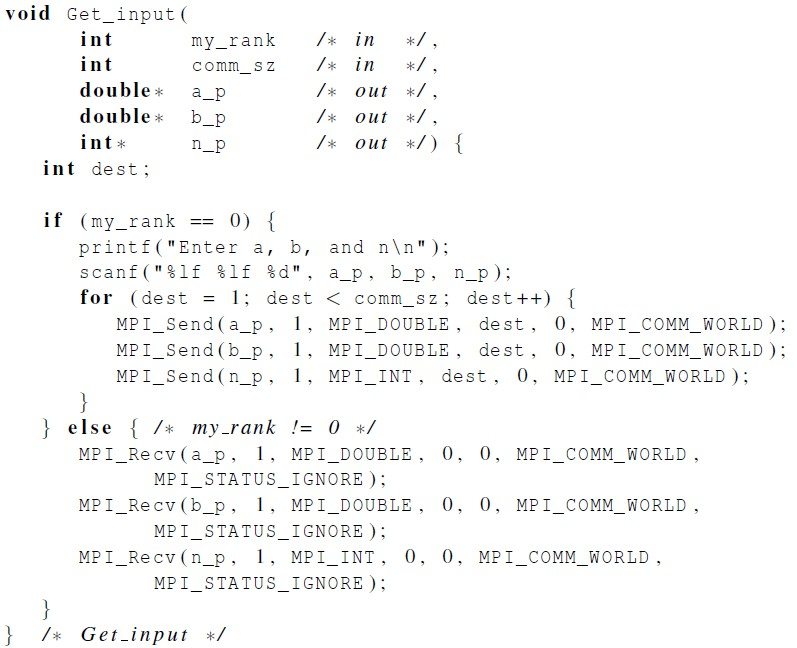 void Get_input(
      int      my_rank   /* in  */,
      int      comm_sz   /* in  */,
      double*  a_p       /* out */,
      double*  b_p       /* out */,
      int*     n_p       /* out */) {
   int dest;

   if (my_rank == 0) {
      printf("Enter a, b, and n\n");
      scanf("%lf %lf %d", a_p, b_p, n_p);
      for (dest = 1; dest < comm_sz; dest++) {
         MPI_Send(a_p, 1, MPI_DOUBLE, dest, 0, MPI_COMM_WORLD);
         MPI_Send(b_p, 1, MPI_DOUBLE, dest, 0, MPI_COMM_WORLD);
         MPI_Send(n_p, 1, MPI_INT, dest, 0, MPI_COMM_WORLD);
      }
   } else { /* my_rank != 0 */
      MPI_Recv(a_p, 1, MPI_DOUBLE, 0, 0, MPI_COMM_WORLD,
            MPI_STATUS_IGNORE);
      MPI_Recv(b_p, 1, MPI_DOUBLE, 0, 0, MPI_COMM_WORLD,
            MPI_STATUS_IGNORE);
      MPI_Recv(n_p, 1, MPI_INT, 0, 0, MPI_COMM_WORLD,
            MPI_STATUS_IGNORE);
   }
}  /* Get_input */